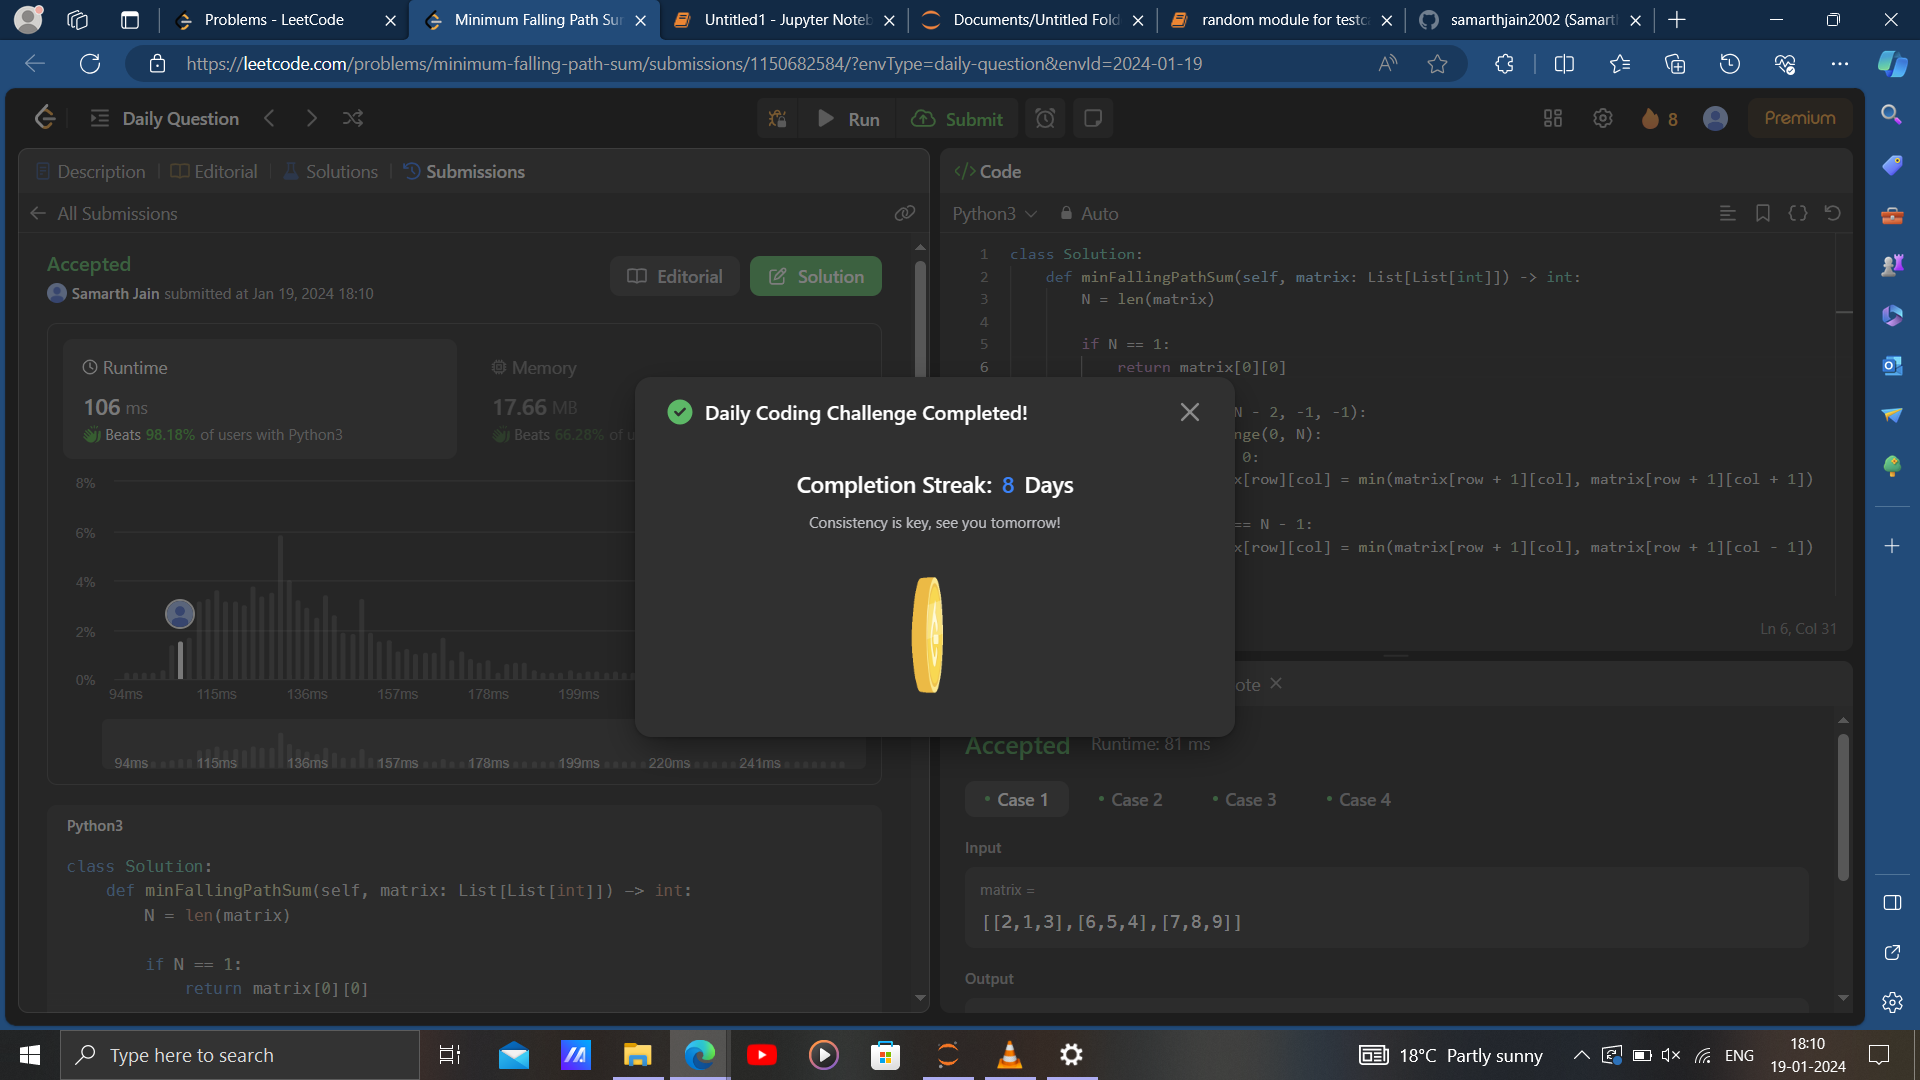 Problems - LeetCode
Minimum Falling Path Su
Untitled1 - Jupyter Noteb
Documents/Untitled Fold
random module for testc
samarthjain2002 (Samart
https://leetcode.com/problems/minimum-falling-path-sum/submissions/1150682584/?envType=daily-question&envId=2024-01-19
Daily Question
Run
Submit
8
Premium
Description
Editorial
Solutions
Submissions
</> Code
All Submissions
Python3
Auto
Accepted
Samarth Jain submitted at Jan 19, 2024 18:10
Editorial
Solution
Runtime
106 ms
Beats 98.18% of users with Python3
Memory
17.66 MB
Beats 66.28% of u
8%
6%
4%
2%
0%
94ms 115ms 136ms 157ms 178ms 199ms
94ms 115ms 136ms 157ms 178ms 199ms 220ms 241ms
Python3
class Solution:
def minFallingPathSum(self, matrix: List[List[int]]) -> int:
N = len(matrix)
if N == 1:
return matrix[0][0]
Daily Coding Challenge Completed!
Completion Streak: 8 Days
Consistency is key, see you tomorrow!
1 class Solution:
2 def minFallingPathSum(self, matrix: List[List[int]]) -> int:
3 N = len(matrix)
4
5 if N == 1:
6 return matrix[0][0]
N - 2, -1, -1):
nge(0, N):
0:
x[row][col] = min(matrix[row + 1][col], matrix[row + 1][col + 1])
== N - 1:
x[row][col] = min(matrix[row + 1][col], matrix[row + 1][col - 1])
Ln 6, Col 31
ote
Accepted
Runtime: 81 ms
Case 1
Case 2
Case 3
Case 4
Input
matrix =
[[2,1,3],[6,5,4],[7,8,9]]
Output
Type here to search
18°C Partly sunny
ENG
18:10
19-01-2024